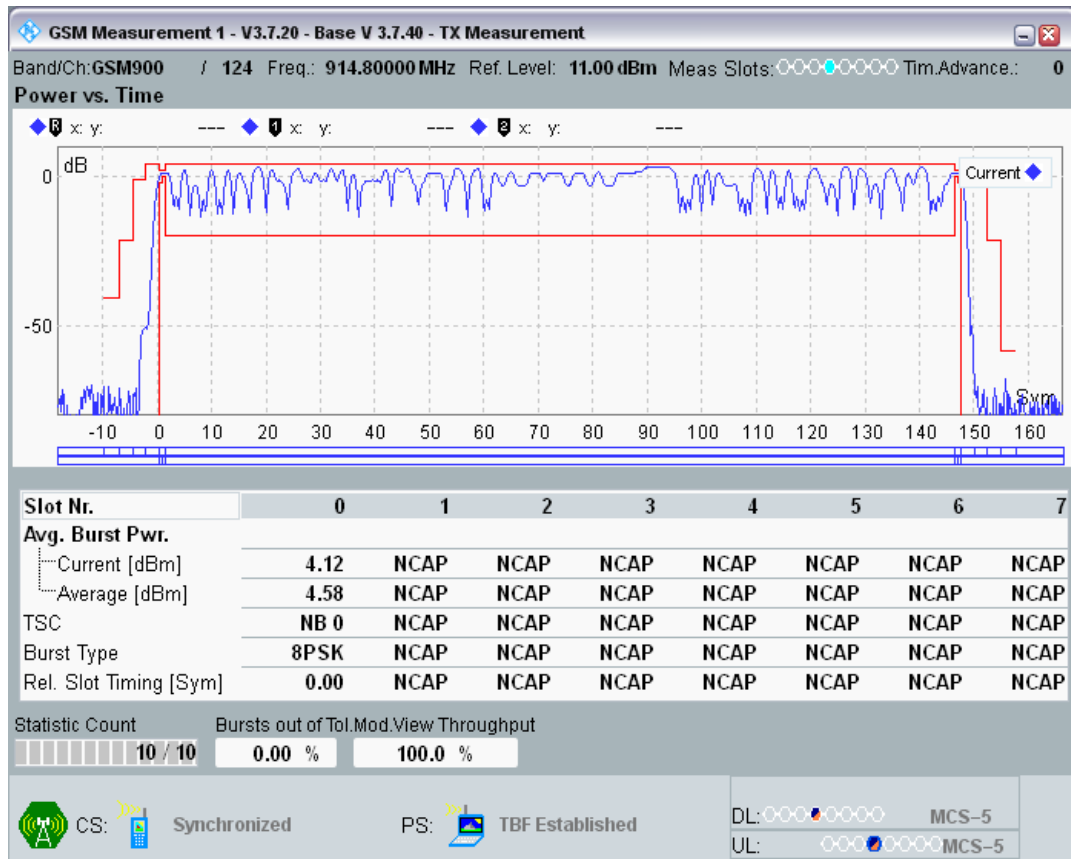 GSM Measurement 1 - V3.7.20 - Base V 3.7.40 - TX Measurement
Band/Ch:GSM900 / 124 Freq.: 914.80000 MHz Ref. Level: 11.00 dBm Meas Slots: Tim.Advance.: 0
Power vs. Time
R x: y: --- 1 x: y: --- 2 x: y: ---
dB
Current
0
-50
Sym
-10 0 10 20 30 40 50 60 70 80 90 100 110 120 130 140 150 160
Slot Nr. 0 1 2 3 4 5 6 7
Avg. Burst Pwr.
Current [dBm] 4.12 NCAP NCAP NCAP NCAP NCAP NCAP NCAP
Average [dBm] 4.58 NCAP NCAP NCAP NCAP NCAP NCAP NCAP
TSC NB 0 NCAP NCAP NCAP NCAP NCAP NCAP NCAP
Burst Type 8PSK NCAP NCAP NCAP NCAP NCAP NCAP NCAP
Rel. Slot Timing [Sym] 0.00 NCAP NCAP NCAP NCAP NCAP NCAP NCAP
Statistic Count Bursts out of Tol.Mod.View Throughput
10 / 10 0.00 % 100.0 %
CS: Synchronized PS: TBF Established DL: MCS-5
UL: MCS-5